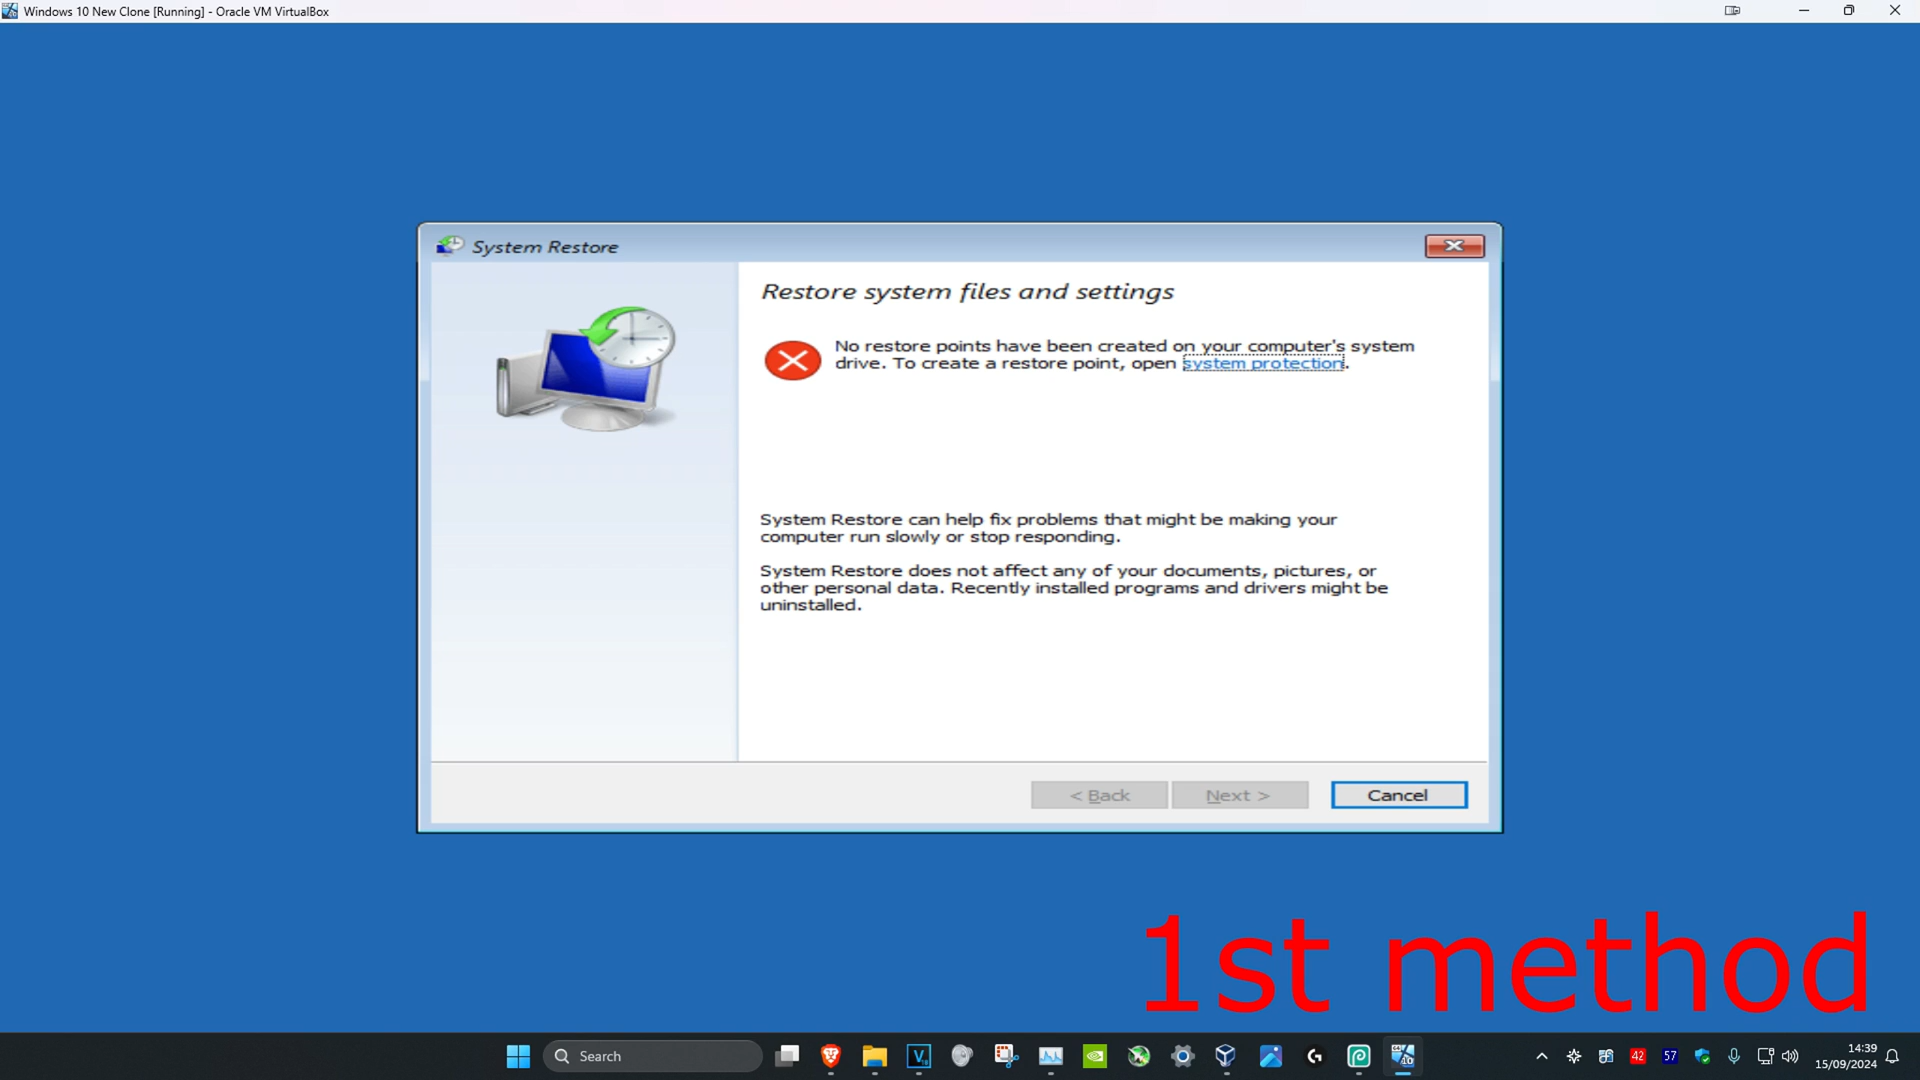 Windows 10 New Clone [Running] - Oracle VM VirtualBox
System Restore
Restore system files and settings
No restore points have been created on your computer's system
drive. To create a restore point, open system protection.
System Restore can help fix problems that might be making your
computer run slowly or stop responding.
System Restore does not affect any of your documents, pictures, or
other personal data. Recently installed programs and drivers might be
uninstalled.
< Back
Next >
Cancel
1st method
Search
42
57
14:39
15/09/2024